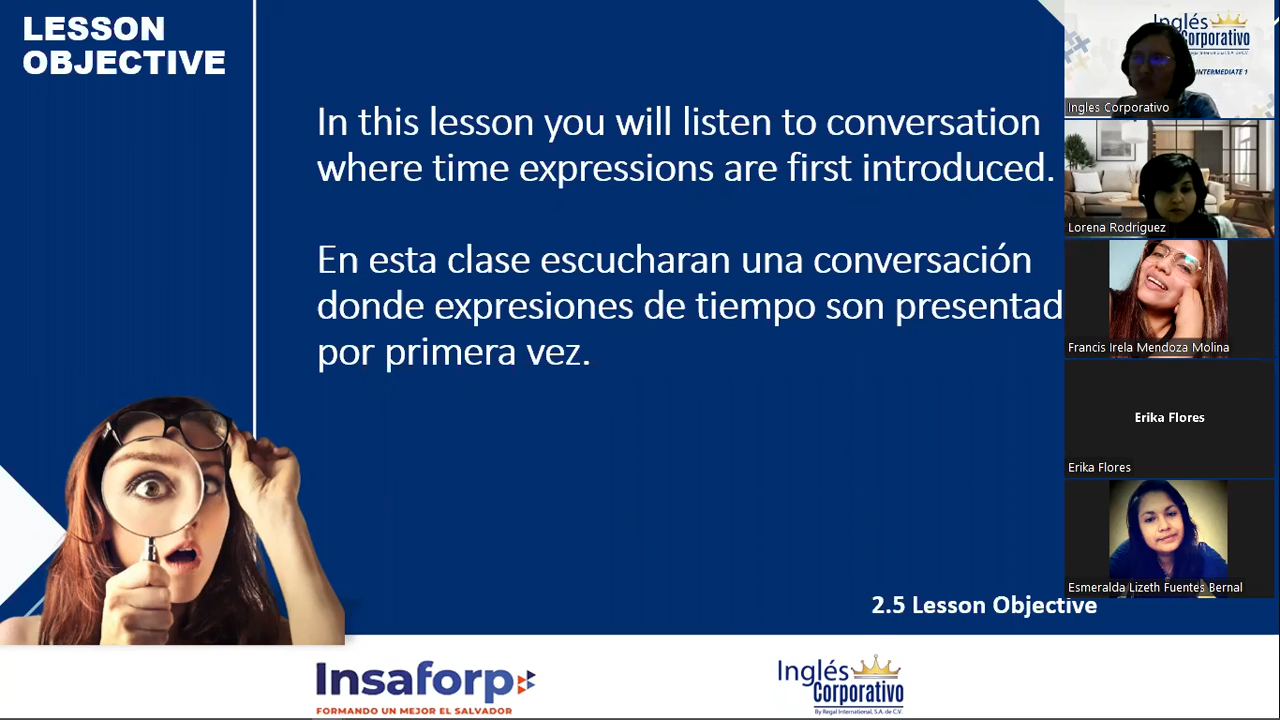 LESSON
OBJECTIVE
In this lesson you will listen to conversation
where time expressions are first introduced.
En esta clase escucharan una conversación
donde expresiones de tiempo son presentad
por primera vez.
2.5 Lesson Objective
Insaforp
FORMANDO UN MEJOR EL SALVADOR
Inglés
Corporativo
By Regal International, S.A. de C.V.
Inglés
Corporativo
INTERMEDIATE 1
Ingles Corporativo
Lorena Rodriguez
Francis Irela Mendoza Molina
Erika Flores
Erika Flores
Esmeralda Lizeth Fuentes Bernal